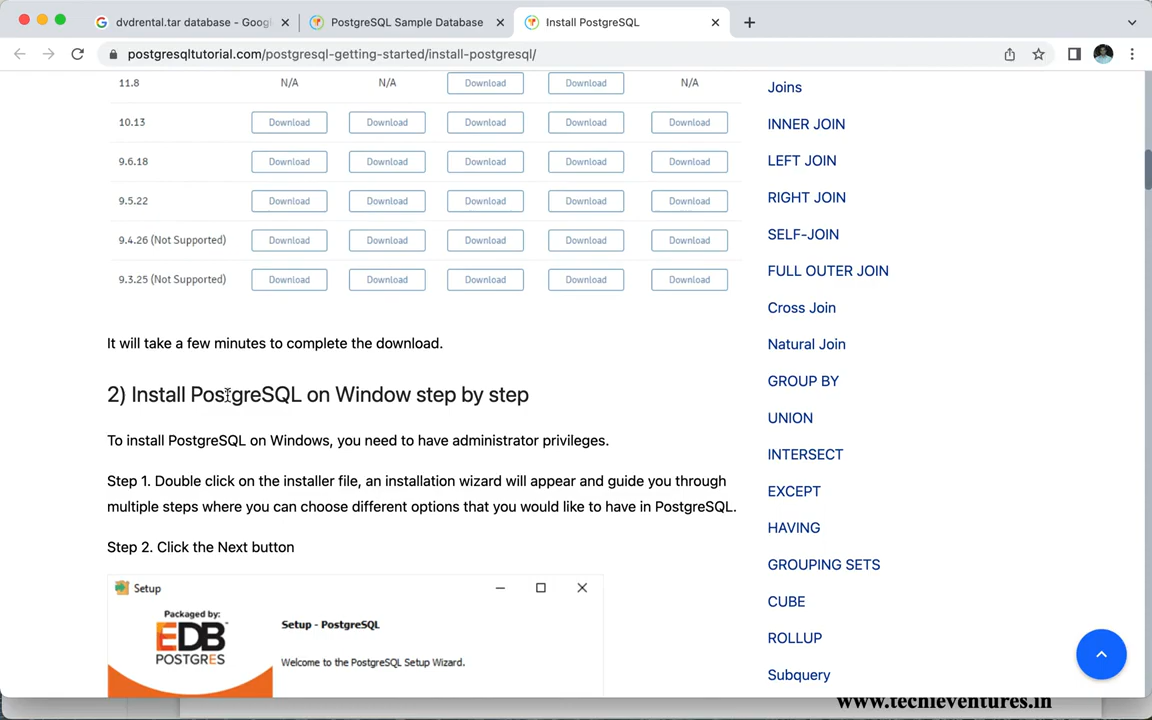 dvdrental.tar database - Goog
PostgreSQL Sample Database
Install PostgreSQL
postgresqltutorial.com/postgresql-getting-started/install-postgresql/
11.8 N/A N/A Download Download N/A
10.13 Download Download Download Download Download
9.6.18 Download Download Download Download Download
9.5.22 Download Download Download Download Download
9.4.26 (Not Supported) Download Download Download Download Download
9.3.25 (Not Supported) Download Download Download Download Download
It will take a few minutes to complete the download.
2) Install PostgreSQL on Window step by step
To install PostgreSQL on Windows, you need to have administrator privileges.
Step 1. Double click on the installer file, an installation wizard will appear and guide you through
multiple steps where you can choose different options that you would like to have in PostgreSQL.
Step 2. Click the Next button
Setup
Packaged by:
EDB
POSTGRES
Setup - PostgreSQL
Welcome to the PostgreSQL Setup Wizard.
Joins
INNER JOIN
LEFT JOIN
RIGHT JOIN
SELF-JOIN
FULL OUTER JOIN
Cross Join
Natural Join
GROUP BY
UNION
INTERSECT
EXCEPT
HAVING
GROUPING SETS
CUBE
ROLLUP
Subquery
www.techieventures.in